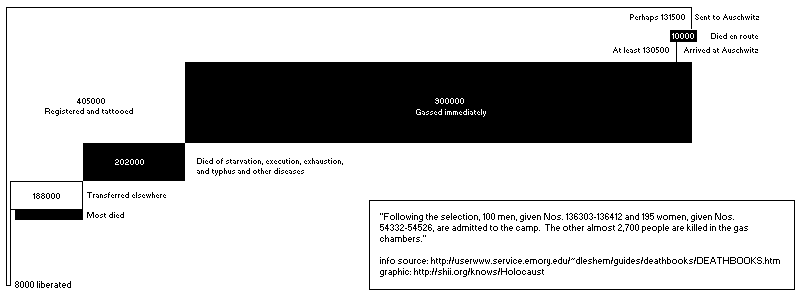 Perhaps 131500 Sent to Auschwitz
10000 Died en route
At least 130500 Arrived at Auschwitz
405000
Registered and tattooed
900000
Gassed immediately
202000
Died of starvation, execution, exhaustion,
and typhus and other diseases
188000 Transferred elsewhere
Most died
"Following the selection, 100 men, given Nos. 136303-136412 and 195 women, given Nos.
54332-54526, are admitted to the camp. The other almost 2,700 people are killed in the gas
chambers."
info source: http://userwww.service.emory.edu/~dleshem/guides/deathbooks/DEATHBOOKS.htm
graphic: http://shii.org/knows/Holocaust
8000 liberated